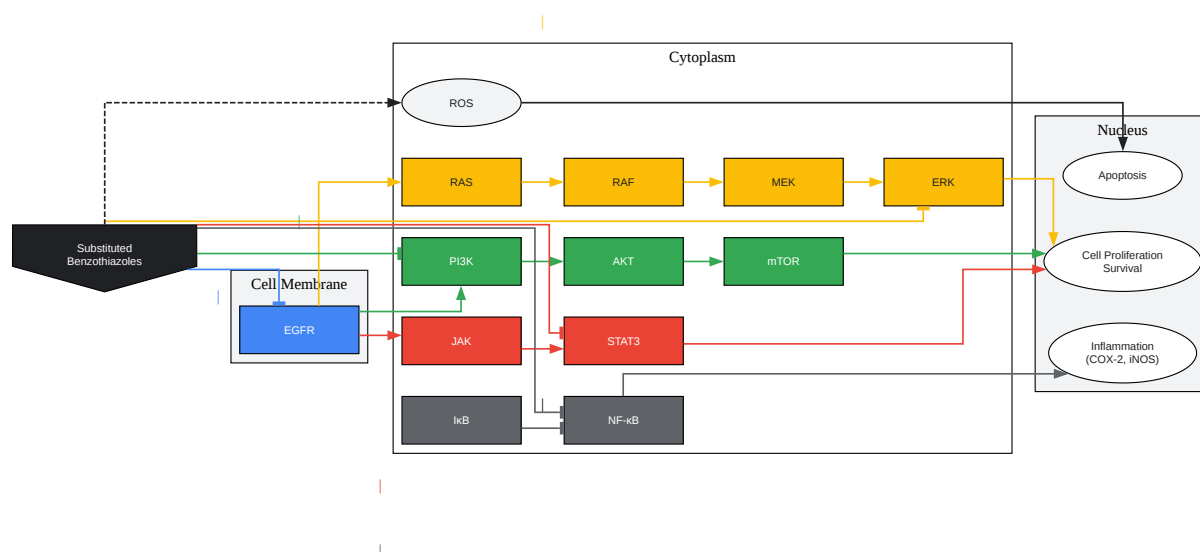 Cytoplasm
ROS
Nucleus
Apoptosis
RAS
RAF
MEK
ERK
Substituted
Benzothiazoles
PI3K
AKT
mTOR
Cell Proliferation
Survival
Cell Membrane
EGFR
JAK
STAT3
Inflammation
(COX-2, iNOS)
IκB
NF-κB